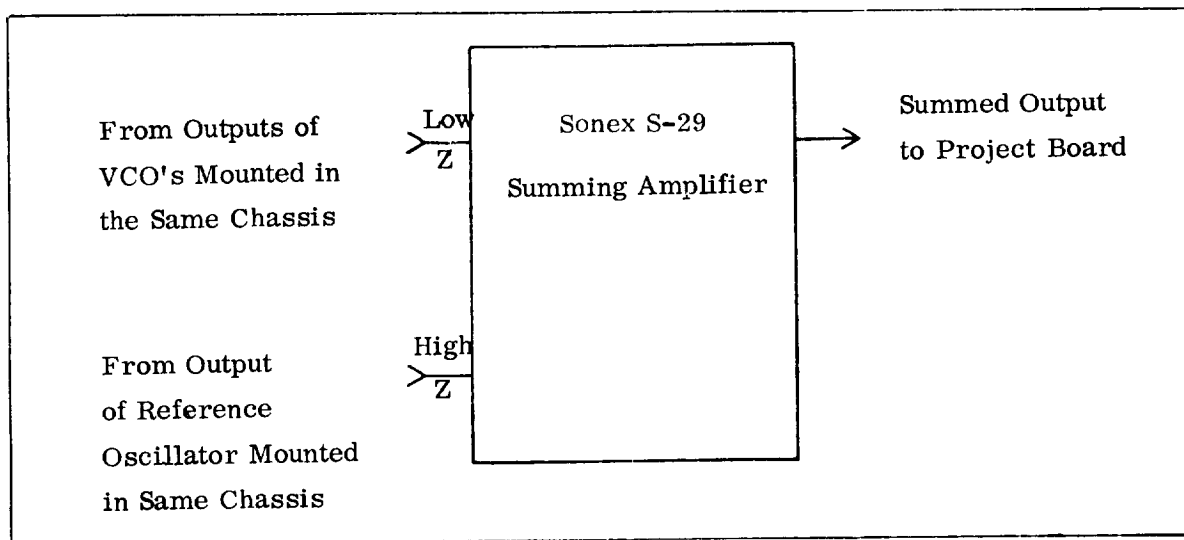 From Outputs of
VCO's Mounted in
the Same Chassis
Low
Z
Sonex S-29
Summing Amplifier
Summed Output
to Project Board
From Output
of Reference
Oscillator Mounted
in Same Chassis
High
Z